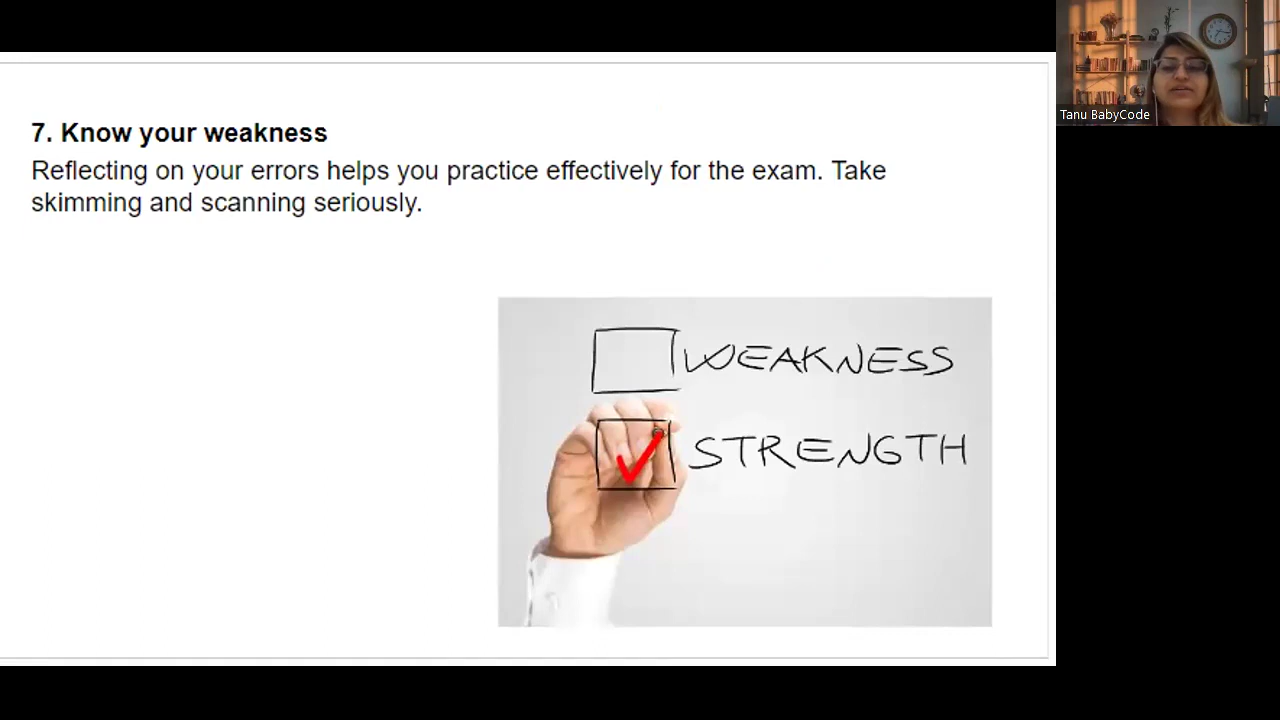 7. Know your weakness
Reflecting on your errors helps you practice effectively for the exam. Take
skimming and scanning seriously.
WEAKNESS
STRENGTH
Tanu BabyCode